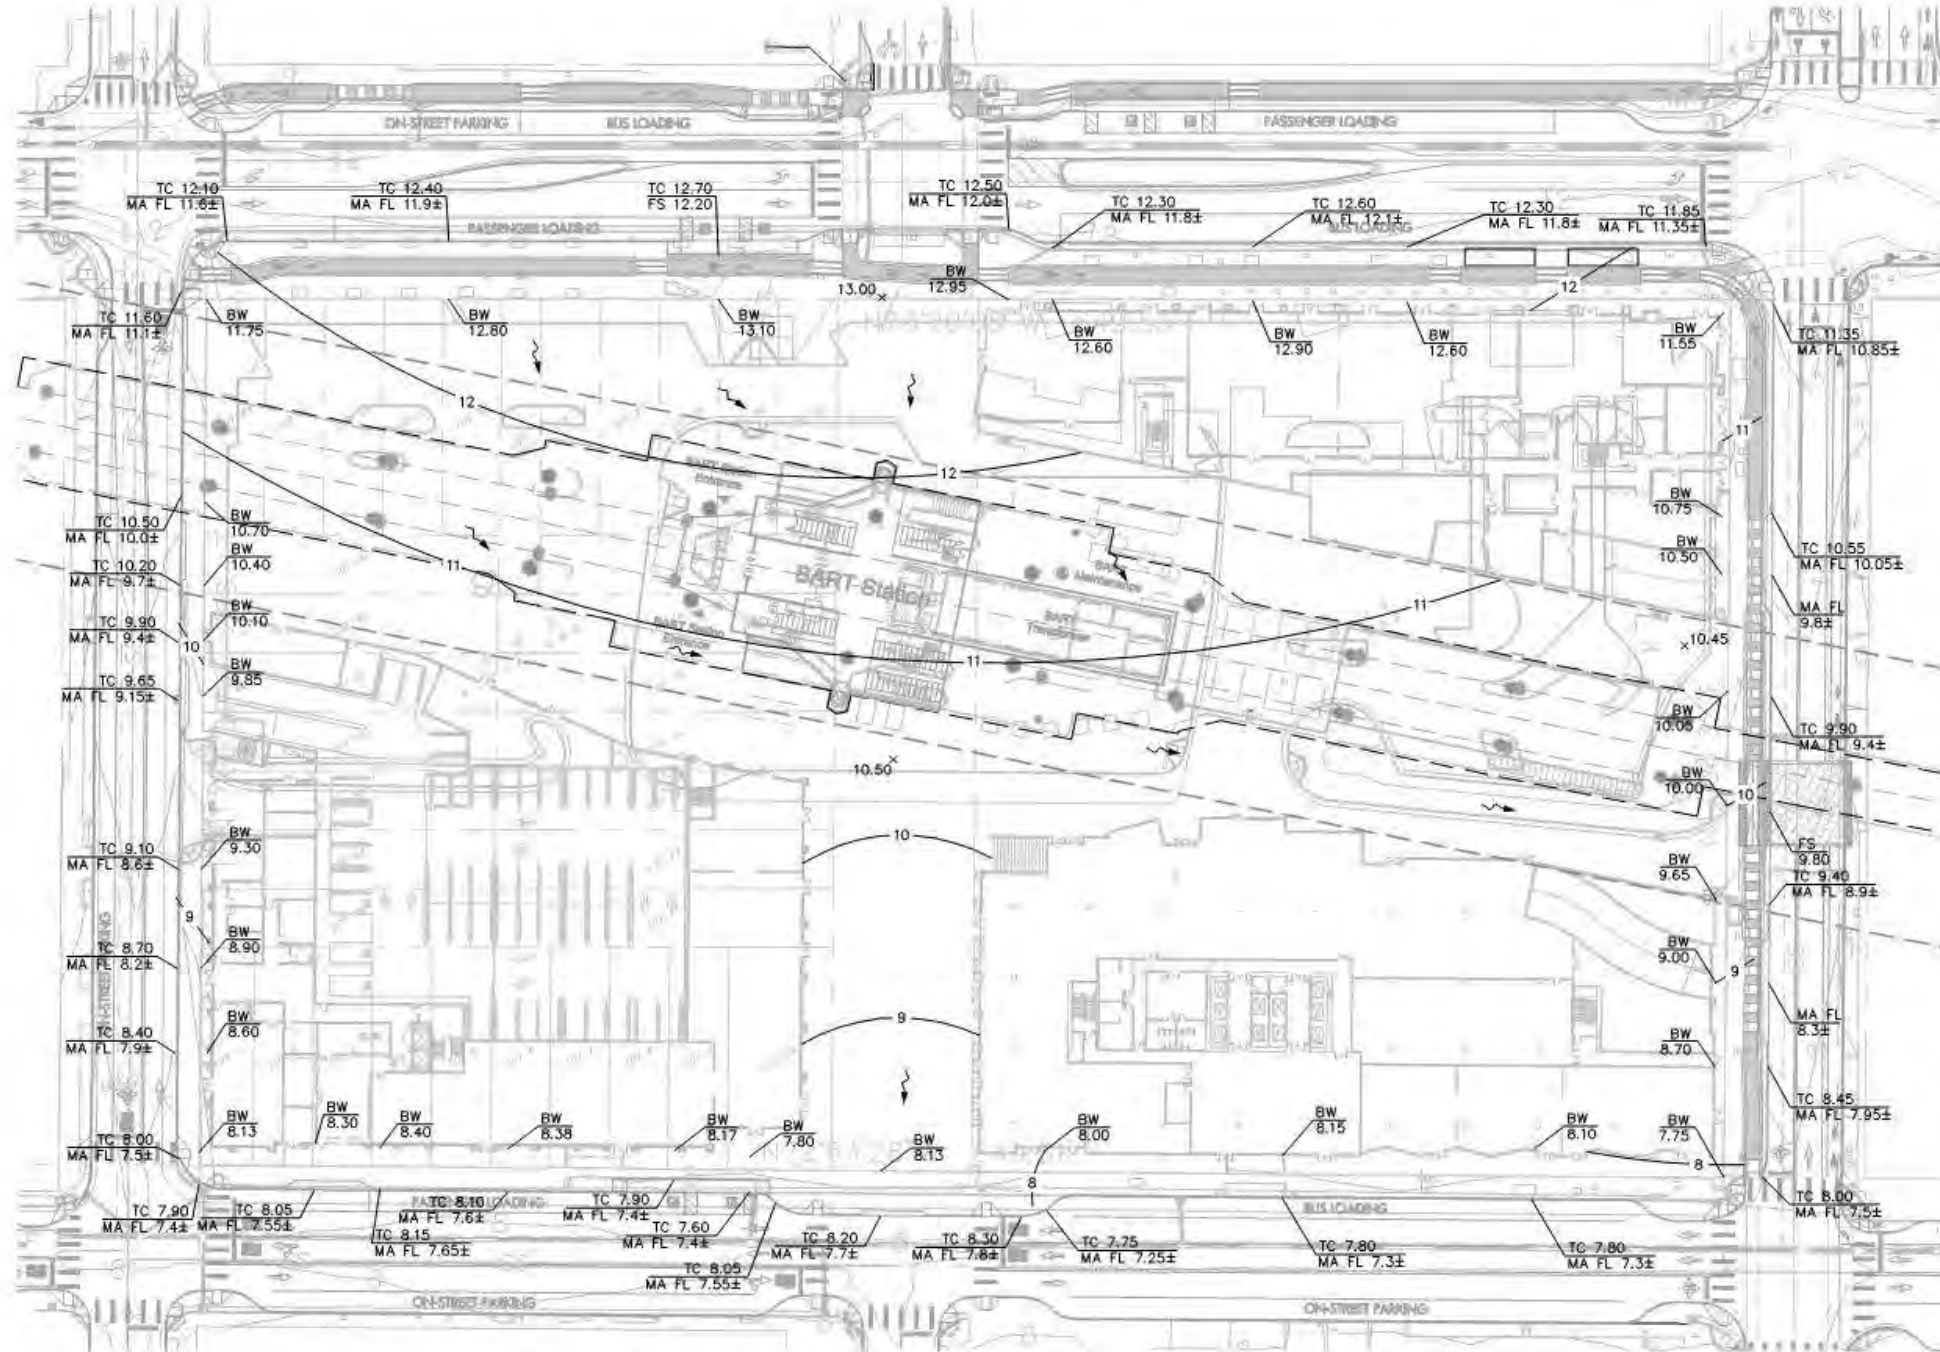 ON-STREET PARKING
BUS LOADING
PASSENGER LOADING
TC 12.10
MA FL 11.6±
TC 12.40
MA FL 11.9±
TC 12.70
FS 12.20
TC 12.50
MA FL 12.0±
TC 12.30
MA FL 11.8±
TC 12.60
MA FL 12.1±
TC 12.30
MA FL 11.8±
TC 11.85
MA FL 11.35±
PASSENGER LOADING
BUS LOADING
BW
12.95
13.00
12
TC 11.60
MA FL 11.1±
BW
11.75
BW
12.80
BW
13.10
BW
12.60
BW
12.90
BW
12.60
BW
11.55
TC 11.35
MA FL 10.85±
12
11
12
BART Station
Entrance
BW
10.75
TC 10.50
MA FL 10.0±
BW
10.70
BW
10.50
TC 10.55
MA FL 10.05±
BW
10.40
TC 10.20
MA FL 9.7±
11
BART Station
BART
Maintenance
BART
Transformer
11
MA FL
9.8±
BW
10.10
TC 9.90
MA FL 9.4±
10
BART Station
Entrance
10.45
11
BW
9.85
TC 9.65
MA FL 9.15±
BW
10.05
TC 9.90
MA FL 9.4±
10.50
BW
10.00
10
BW
9.30
TC 9.10
MA FL 8.6±
10
FS
9.80
BW
9.65
TC 9.40
MA FL 8.9±
9
ON-STREET PARKING
BW
8.90
TC 8.70
MA FL 8.2±
BW
9.00
9
BW
8.60
TC 8.40
MA FL 7.9±
9
MA FL
8.3±
BW
8.70
TC 8.45
MA FL 7.95±
BW
8.13
BW
8.30
BW
8.40
BW
8.38
BW
8.17
BW
7.80
BW
8.13
BW
8.00
BW
8.15
BW
8.10
BW
7.75
TC 8.00
MA FL 7.5±
8
8
TC 8.00
MA FL 7.5±
TC 7.90
MA FL 7.4±
TC 8.05
MA FL 7.55±
PASSENGER LOADING
TC 8.10
MA FL 7.6±
TC 8.15
MA FL 7.65±
TC 7.90
MA FL 7.4±
TC 7.60
MA FL 7.4±
TC 8.05
MA FL 7.55±
TC 8.20
MA FL 7.7±
TC 8.30
MA FL 7.8±
TC 7.75
MA FL 7.25±
BUS LOADING
TC 7.80
MA FL 7.3±
TC 7.80
MA FL 7.3±
ON-STREET PARKING
ON-STREET PARKING